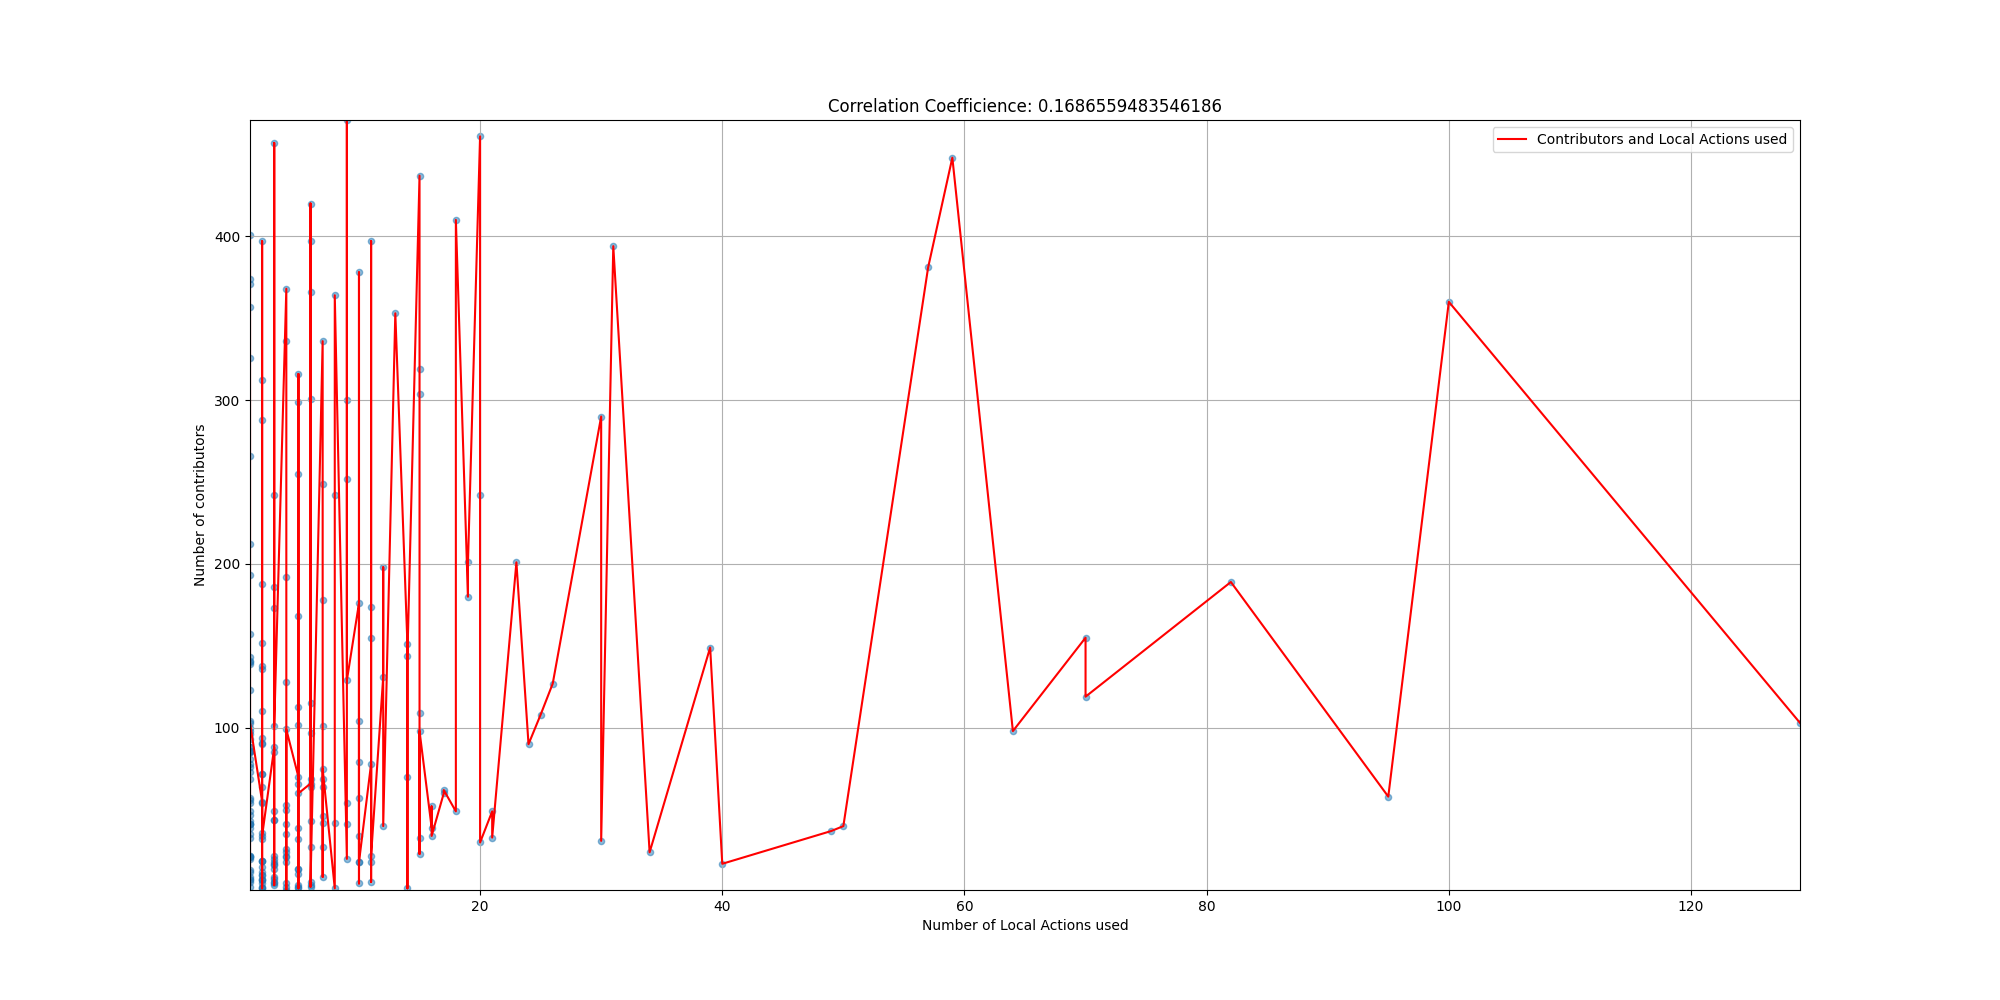 Correlation Coefficience: 0.1686559483546186
Contributors and Local Actions used
Number of contributors
400
300
200
100
20
40
60
80
100
120
Number of Local Actions used